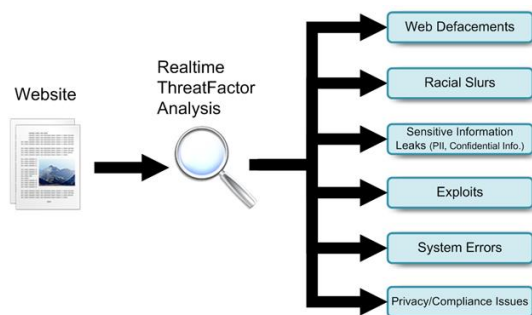 Website
Realtime
ThreatFactor
Analysis
Web Defacements
Racial Slurs
Sensitive Information
Leaks (PII, Confidential Info.)
Exploits
System Errors
Privacy/Compliance Issues